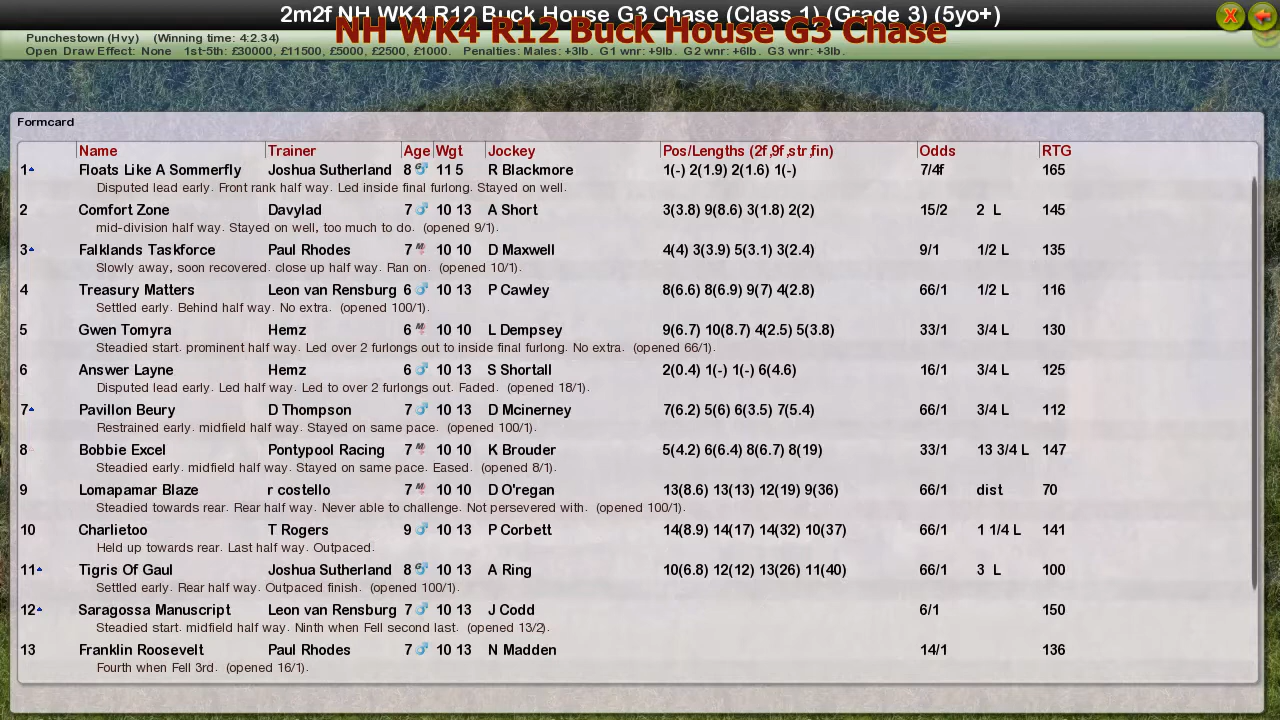 2m2f NH WK4 R12 Buck House G3 Chase (Class 1) (Grade 3) (5yo+)
NH WK4 R12 Buck House G3 Chase
Punchestown (Hvy) (Winning time: 4:2.34)
Open Draw Effect: None 1st-5th: £30000, £11500, £5000, £2500, £1000. Penalties: Males: +3lb. G1 wnr: +9lb. G2 wnr: +6lb. G3 wnr: +3lb.
Formcard
Name Trainer Age Wgt Jockey Pos/Lengths (2f,9f,str,fin) Odds RTG
1 Floats Like A Sommerfly Joshua Sutherland 8 11 5 R Blackmore 1(-) 2(1.9) 2(1.6) 1(-) 7/4f 165
Disputed lead early. Front rank half way. Led inside final furlong. Stayed on well.
2 Comfort Zone Davylad 7 10 13 A Short 3(3.8) 9(8.6) 3(1.8) 2(2) 15/2 2 L 145
mid-division half way. Stayed on well, too much to do. (opened 9/1).
3 Falklands Taskforce Paul Rhodes 7 10 10 D Maxwell 4(4) 3(3.9) 5(3.1) 3(2.4) 9/1 1/2 L 135
Slowly away, soon recovered. close up half way. Ran on. (opened 10/1).
4 Treasury Matters Leon van Rensburg 6 10 13 P Cawley 8(6.6) 8(6.9) 9(7) 4(2.8) 66/1 1/2 L 116
Settled early. Behind half way. No extra. (opened 100/1).
5 Gwen Tomyra Hemz 6 10 10 L Dempsey 9(6.7) 10(8.7) 4(2.5) 5(3.8) 33/1 3/4 L 130
Steadied start. prominent half way. Led over 2 furlongs out to inside final furlong. No extra. (opened 66/1).
6 Answer Layne Hemz 6 10 13 S Shortall 2(0.4) 1(-) 1(-) 6(4.6) 16/1 3/4 L 125
Disputed lead early. Led half way. Led to over 2 furlongs out. Faded. (opened 18/1).
7 Pavillon Beury D Thompson 7 10 13 D Mcinerney 7(6.2) 5(6) 6(3.5) 7(5.4) 66/1 3/4 L 112
Restrained early. midfield half way. Stayed on same pace. (opened 100/1).
8 Bobbie Excel Pontypool Racing 7 10 10 K Brouder 5(4.2) 6(6.4) 8(6.7) 8(19) 33/1 13 3/4 L 147
Steadied early. midfield half way. Stayed on same pace. Eased. (opened 8/1).
9 Lomapamar Blaze r costello 7 10 10 D O'regan 13(8.6) 13(13) 12(19) 9(36) 66/1 dist 70
Steadied towards rear. Rear half way. Never able to challenge. Not persevered with. (opened 100/1).
10 Charlietoo T Rogers 9 10 13 P Corbett 14(8.9) 14(17) 14(32) 10(37) 66/1 1 1/4 L 141
Held up towards rear. Last half way. Outpaced.
11 Tigris Of Gaul Joshua Sutherland 8 10 13 A Ring 10(6.8) 12(12) 13(26) 11(40) 66/1 3 L 100
Settled early. Rear half way. Outpaced finish. (opened 100/1).
12 Saragossa Manuscript Leon van Rensburg 7 10 13 J Codd 6/1 150
Steadied start. midfield half way. Ninth when Fell second last. (opened 13/2).
13 Franklin Roosevelt Paul Rhodes 7 10 13 N Madden 14/1 136
Fourth when Fell 3rd. (opened 16/1).